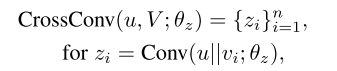 CrossConv(u, V; θ_z) = {z_i}_{i=1}^n,
for z_i = Conv(u||v_i; θ_z),